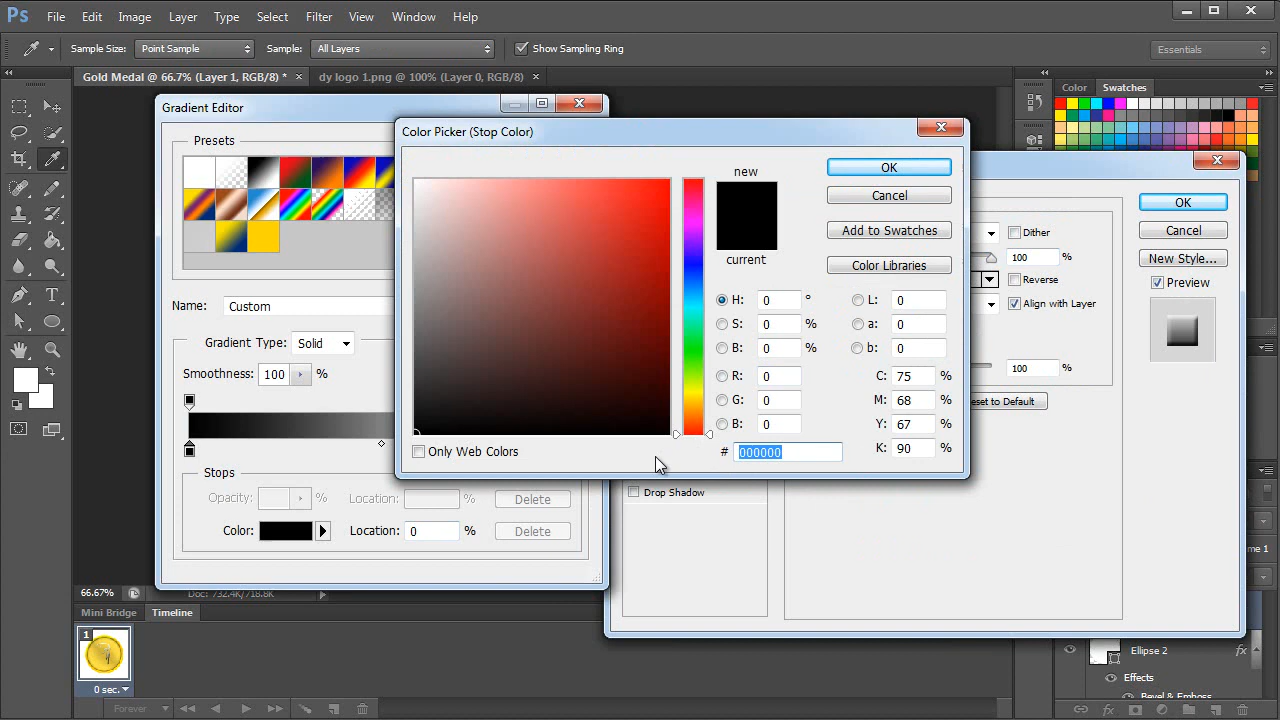 Ps File Edit Image Layer Type Select Filter View Window Help
Sample Size: Point Sample Sample: All Layers Show Sampling Ring Essentials
Gold Medal @ 66.7% (Layer 1, RGB/8) * × dy logo 1.png @ 100% (Layer 0, RGB/8) ×
Color Swatches
Gradient Editor
Presets
Name: Custom
Gradient Type: Solid
Smoothness: 100 %
Stops
Opacity: % Location: Delete
Color: Location: 0 % Delete
Color Picker (Stop Color)
new
current
OK
Cancel
Add to Swatches
Color Libraries
H: 0 °
S: 0 %
B: 0 %
R: 0
G: 0
B: 0
L: 0
a: 0
b: 0
C: 75 %
M: 68 %
Y: 67 %
K: 90 %
# 000000
Only Web Colors
Dither
100 %
Reverse
Align with Layer
100 %
OK
Cancel
New Style...
Preview
Drop Shadow
66.67% Doc: 732.4K/718.8K
Mini Bridge Timeline
1
0 sec.
Forever
Ellipse 2 fx
Effects
Bevel & Emboss